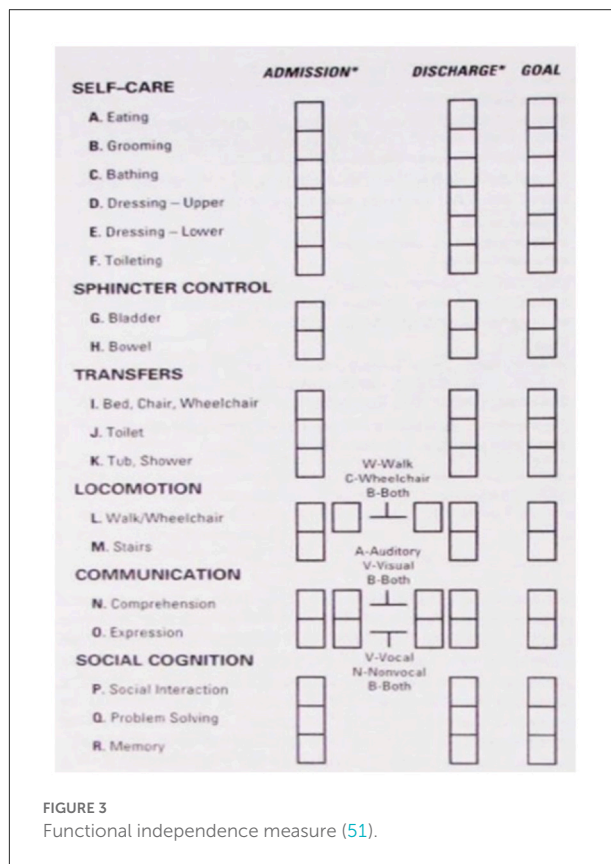 ADMISSION* DISCHARGE* GOAL
SELF–CARE
A. Eating
B. Grooming
C. Bathing
D. Dressing – Upper
E. Dressing – Lower
F. Toileting
SPHINCTER CONTROL
G. Bladder
H. Bowel
TRANSFERS
I. Bed, Chair, Wheelchair
J. Toilet
K. Tub, Shower
W-Walk
C-Wheelchair
B-Both
LOCOMOTION
L. Walk/Wheelchair
M. Stairs
A-Auditory
V-Visual
B-Both
COMMUNICATION
N. Comprehension
O. Expression
V-Vocal
N-Nonvocal
B-Both
SOCIAL COGNITION
P. Social Interaction
Q. Problem Solving
R. Memory
FIGURE 3
Functional independence measure (51).